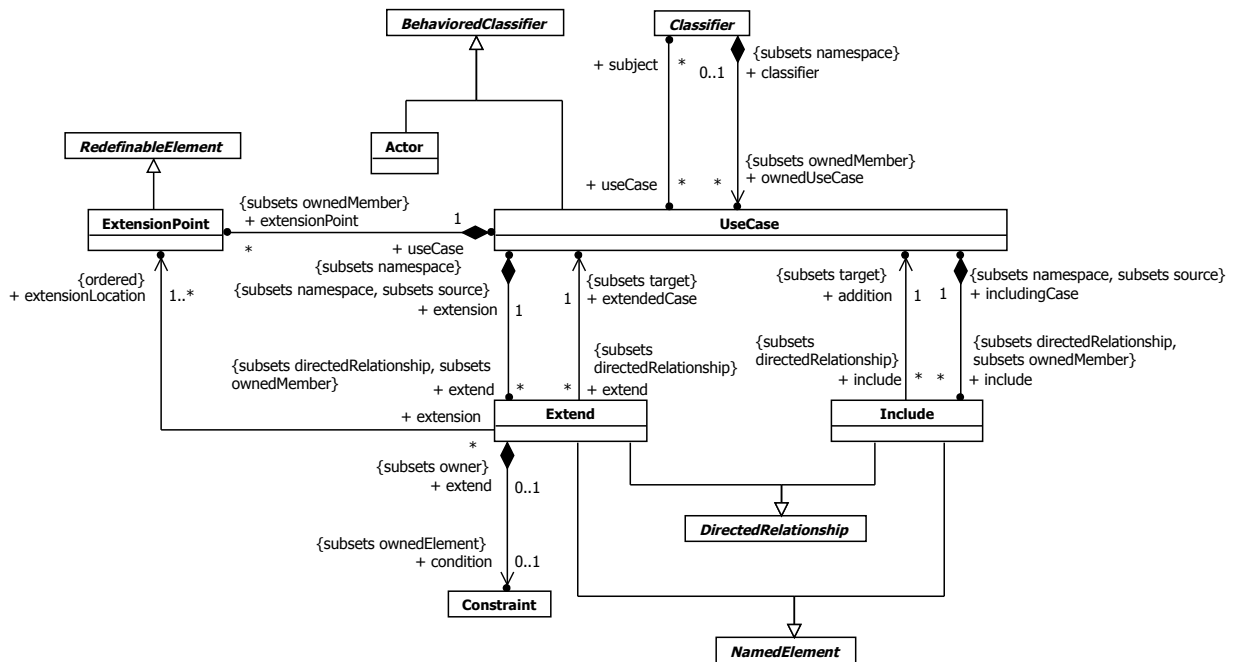 BehavioredClassifier
Classifier
+ subject
*
0..1
{subsets namespace}
+ classifier
Actor
RedefinableElement
{subsets ownedMember}
+ ownedUseCase
+ useCase
*
*
{subsets ownedMember}
+ extensionPoint
1
ExtensionPoint
UseCase
*
+ useCase
{subsets namespace}
{ordered}
+ extensionLocation
1..*
{subsets namespace, subsets source}
+ extension
1
1
{subsets target}
+ extendedCase
{subsets target}
+ addition
1
1
{subsets namespace, subsets source}
+ includingCase
{subsets directedRelationship, subsets
ownedMember}
+ extend
*
*
{subsets
directedRelationship}
+ extend
{subsets
directedRelationship}
+ include
*
*
{subsets directedRelationship,
subsets ownedMember}
+ include
+ extension
Extend
Include
*
{subsets owner}
+ extend
0..1
DirectedRelationship
{subsets ownedElement}
+ condition
0..1
Constraint
NamedElement